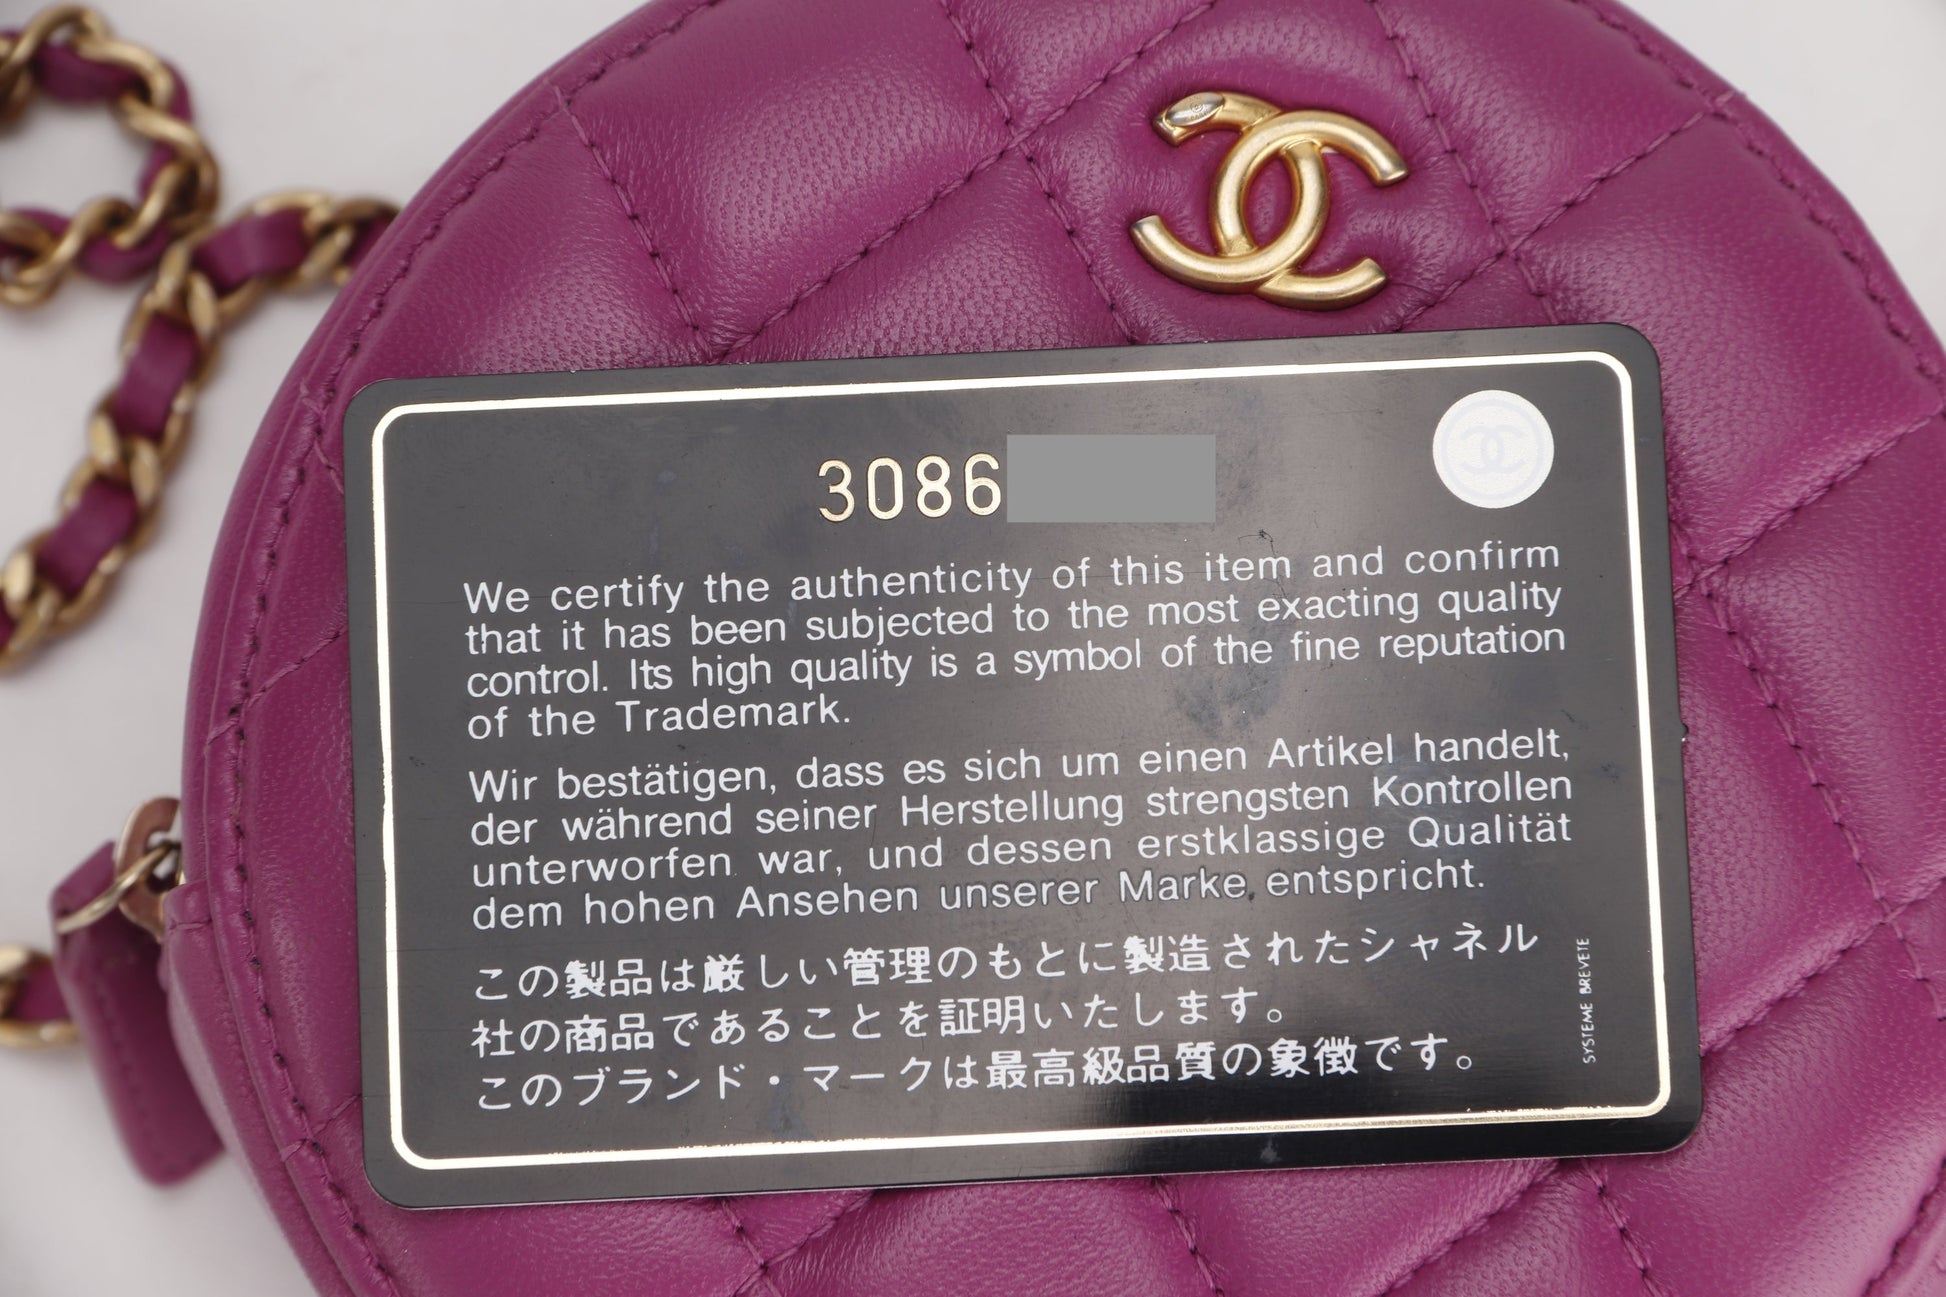 3086
We certify the authenticity of this item and confirm
that it has been subjected to the most exacting quality
control. Its high quality is a symbol of the fine reputation
of the Trademark.
Wir bestätigen, dass es sich um einen Artikel handelt,
der während seiner Herstellung strengsten Kontrollen
unterworfen war, und dessen erstklassige Qualität
dem hohen Ansehen unserer Marke entspricht.
この製品は厳しい管理のもとに製造されたシャネル
社の商品であることを証明いたします。
このブランド・マークは最高級品質の象徴です。
SYSTEME BREVETE